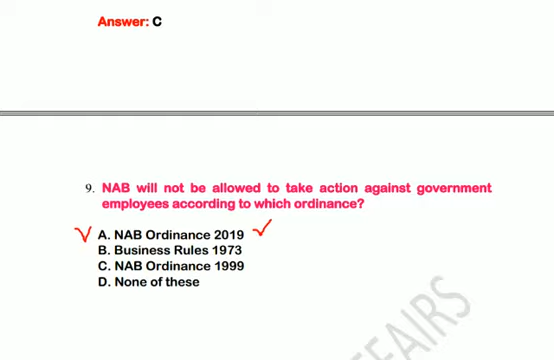 Answer: C
9. NAB will not be allowed to take action against government
employees according to which ordinance?
A. NAB Ordinance 2019
B. Business Rules 1973
C. NAB Ordinance 1999
D. None of these
AFFAIRS